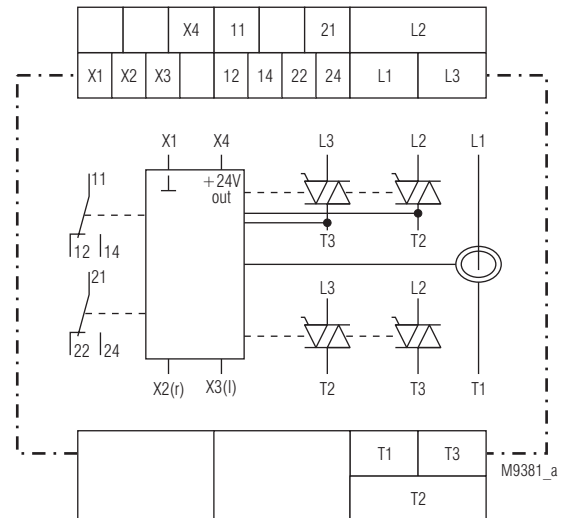 X4 11 21 L2
X1 X2 X3 12 14 22 24 L1 L3
X1 X4 L3 L2 L1
11
+24V
out
12 14
T3 T2
21
L3 L2
22 24
X2(r) X3(l) T2 T3 T1
T1 T3
M9381_a
T2